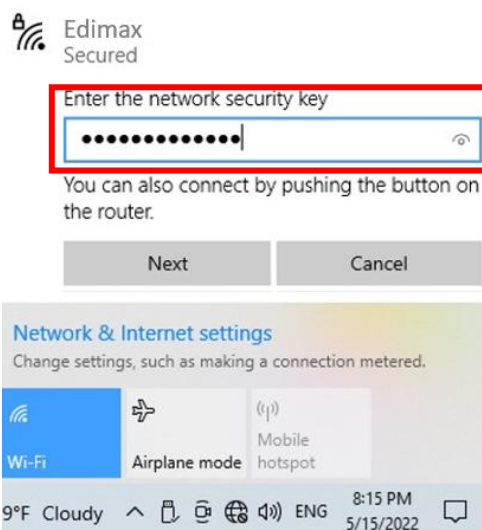 Edimax
Secured
Enter the network security key
●●●●●●●●●●●●●
You can also connect by pushing the button on
the router.
Next Cancel
Network & Internet settings
Change settings, such as making a connection metered.
Wi-Fi Airplane mode Mobile hotspot
9°F Cloudy ENG 8:15 PM
5/15/2022